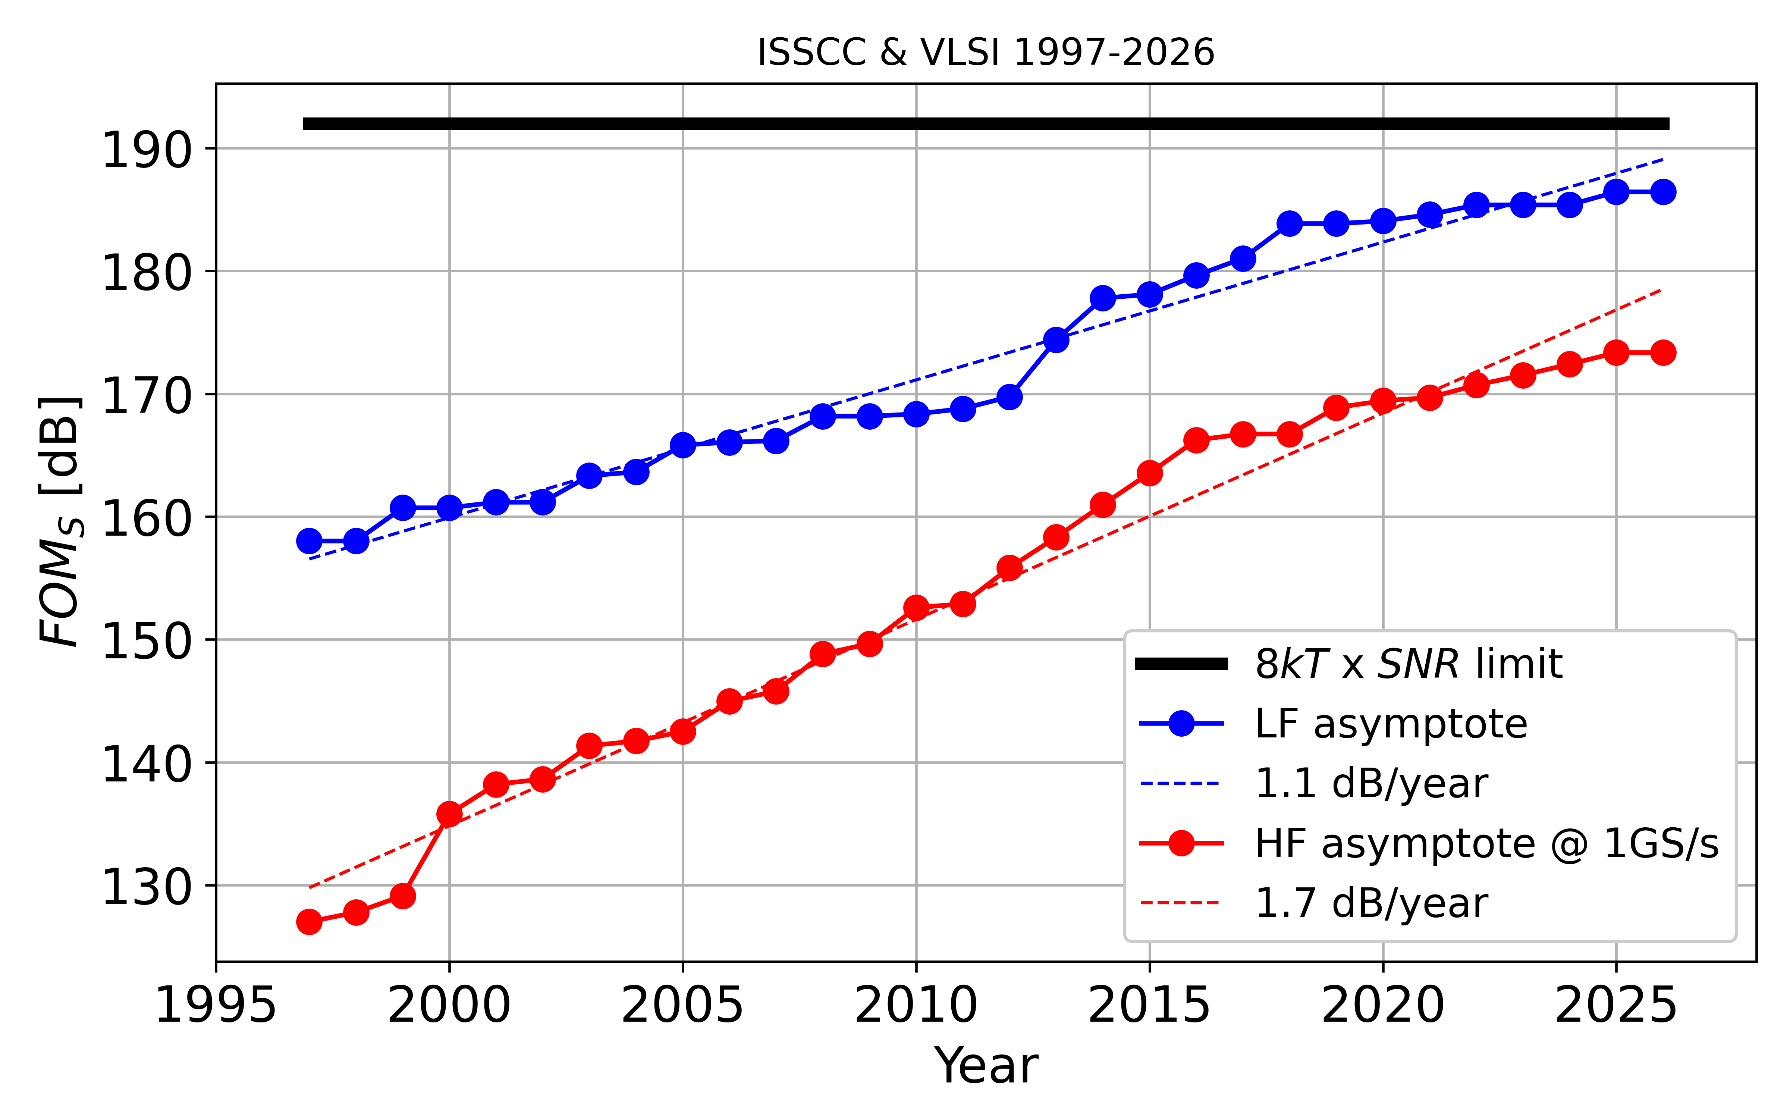 ISSCC & VLSI 1997-2026
FOM_S [dB]
190
180
170
160
150
140
130
8kT x SNR limit
LF asymptote
1.1 dB/year
HF asymptote @ 1GS/s
1.7 dB/year
1995 2000 2005 2010 2015 2020 2025
Year